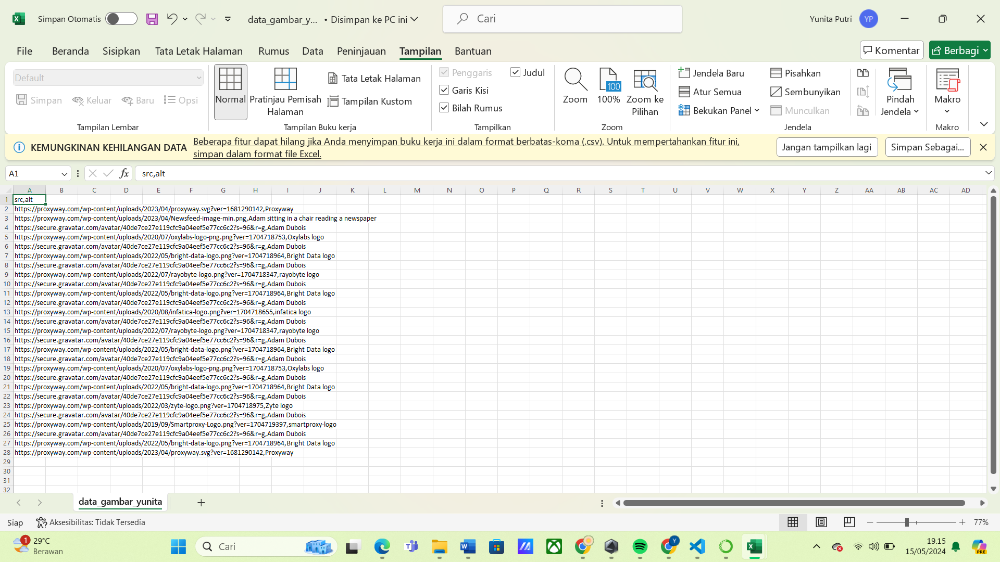 Simpan Otomatis
data_gambar_y... • Disimpan ke PC ini
Cari
Yunita Putri
YP
File Beranda Sisipkan Tata Letak Halaman Rumus Data Peninjauan Tampilan Bantuan
Komentar
Berbagi
Default
Simpan Keluar Baru Opsi
Tampilan Lembar
Normal
Pratinjau Pemisah Halaman
Tata Letak Halaman
Tampilan Kustom
Tampilan Buku kerja
Penggaris
Judul
Garis Kisi
Bilah Rumus
Tampilkan
Zoom
100
100%
Zoom ke Pilihan
Zoom
Jendela Baru
Atur Semua
Bekukan Panel
Pisahkan
Sembunyikan
Munculkan
Pindah Jendela
Jendela
Makro
Makro
KEMUNGKINAN KEHILANGAN DATA
Beberapa fitur dapat hilang jika Anda menyimpan buku kerja ini dalam format berbatas-koma (.csv). Untuk mempertahankan fitur ini,
simpan dalam format file Excel.
Jangan tampilkan lagi
Simpan Sebagai...
A1
fx
src,alt
A B C D E F G H I J K L M N O P Q R S T U V W X Y Z AA AB AC AD
1 src,alt
2 https://proxyway.com/wp-content/uploads/2023/04/proxyway.svg?ver=1681290142,Proxyway
3 https://proxyway.com/wp-content/uploads/2023/04/Newsfeed-image-min.png,Adam sitting in a chair reading a newspaper
4 https://secure.gravatar.com/avatar/40de7ce27e119cfc9a04eef5e77cc6c2?s=96&r=g,Adam Dubois
5 https://proxyway.com/wp-content/uploads/2020/07/oxylabs-logo-png.png?ver=1704718753,Oxylabs logo
6 https://secure.gravatar.com/avatar/40de7ce27e119cfc9a04eef5e77cc6c2?s=96&r=g,Adam Dubois
7 https://proxyway.com/wp-content/uploads/2022/05/bright-data-logo.png?ver=1704718964,Bright Data logo
8 https://secure.gravatar.com/avatar/40de7ce27e119cfc9a04eef5e77cc6c2?s=96&r=g,Adam Dubois
9 https://proxyway.com/wp-content/uploads/2022/07/rayobyte-logo.png?ver=1704718347,rayobyte logo
10 https://secure.gravatar.com/avatar/40de7ce27e119cfc9a04eef5e77cc6c2?s=96&r=g,Adam Dubois
11 https://proxyway.com/wp-content/uploads/2022/05/bright-data-logo.png?ver=1704718964,Bright Data logo
12 https://secure.gravatar.com/avatar/40de7ce27e119cfc9a04eef5e77cc6c2?s=96&r=g,Adam Dubois
13 https://proxyway.com/wp-content/uploads/2020/08/infatica-logo.png?ver=1704718655,infatica logo
14 https://secure.gravatar.com/avatar/40de7ce27e119cfc9a04eef5e77cc6c2?s=96&r=g,Adam Dubois
15 https://proxyway.com/wp-content/uploads/2022/07/rayobyte-logo.png?ver=1704718347,rayobyte logo
16 https://secure.gravatar.com/avatar/40de7ce27e119cfc9a04eef5e77cc6c2?s=96&r=g,Adam Dubois
17 https://proxyway.com/wp-content/uploads/2022/05/bright-data-logo.png?ver=1704718964,Bright Data logo
18 https://secure.gravatar.com/avatar/40de7ce27e119cfc9a04eef5e77cc6c2?s=96&r=g,Adam Dubois
19 https://proxyway.com/wp-content/uploads/2020/07/oxylabs-logo-png.png?ver=1704718753,Oxylabs logo
20 https://secure.gravatar.com/avatar/40de7ce27e119cfc9a04eef5e77cc6c2?s=96&r=g,Adam Dubois
21 https://proxyway.com/wp-content/uploads/2022/05/bright-data-logo.png?ver=1704718964,Bright Data logo
22 https://secure.gravatar.com/avatar/40de7ce27e119cfc9a04eef5e77cc6c2?s=96&r=g,Adam Dubois
23 https://proxyway.com/wp-content/uploads/2022/03/zyte-logo.png?ver=1704718975,Zyte logo
24 https://secure.gravatar.com/avatar/40de7ce27e119cfc9a04eef5e77cc6c2?s=96&r=g,Adam Dubois
25 https://proxyway.com/wp-content/uploads/2019/09/Smartproxy-Logo.png?ver=1704719397,smartproxy-logo
26 https://secure.gravatar.com/avatar/40de7ce27e119cfc9a04eef5e77cc6c2?s=96&r=g,Adam Dubois
27 https://proxyway.com/wp-content/uploads/2022/05/bright-data-logo.png?ver=1704718964,Bright Data logo
28 https://proxyway.com/wp-content/uploads/2023/04/proxyway.svg?ver=1681290142,Proxyway
29
30
31
32
data_gambar_yunita
Siap
Aksesibilitas: Tidak Tersedia
77%
1
29°C
Berawan
Cari
Y
19.15
15/05/2024
PRE